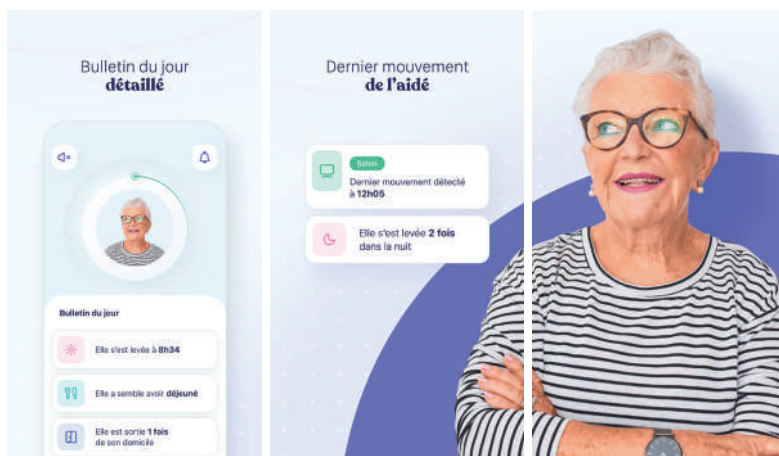 Bulletin du jour
détaillé
Bulletin du jour
Elle s'est levée à 8h34
Elle a semble avoir déjeuné
Elle est sortie 1 fois
de son domicile
Dernier mouvement
de l'aidé
Salon
Dernier mouvement détecté
à 12h05
Elle s'est levée 2 fois
dans la nuit